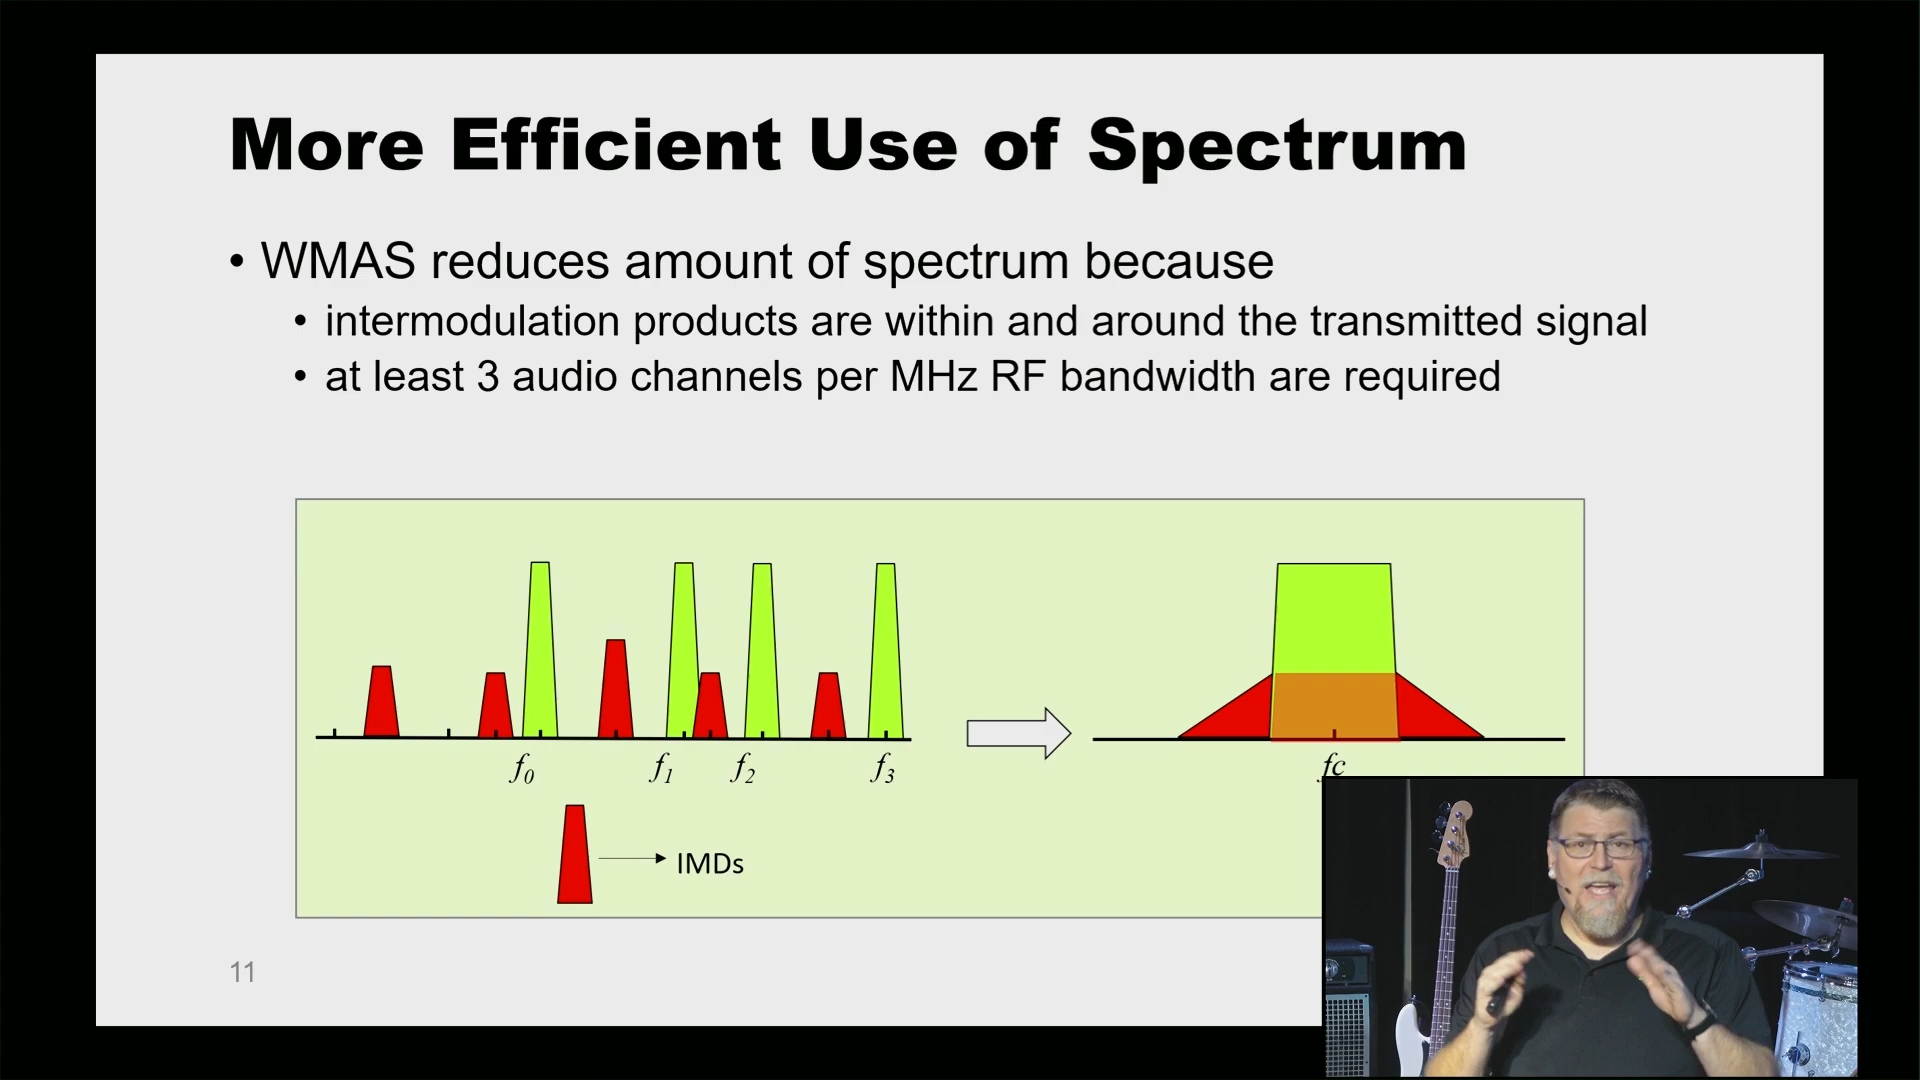 More Efficient Use of Spectrum
• WMAS reduces amount of spectrum because
• intermodulation products are within and around the transmitted signal
• at least 3 audio channels per MHz RF bandwidth are required
f0 f1 f2 f3 fc
IMDs
11